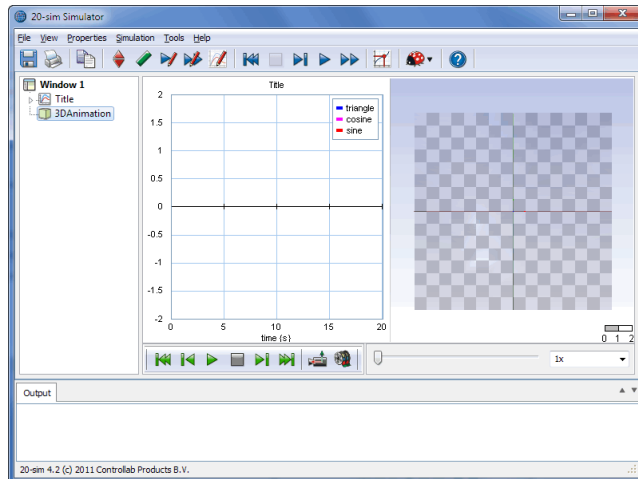 20-sim Simulator
File View Properties Simulation Tools Help
Window 1
Title
3DAnimation
Title
2
1.5
1
0.5
0
-0.5
-1
-1.5
-2
triangle
cosine
sine
0 5 10 15 20
time {s}
0 1 2
1x
Output
20-sim 4.2 (c) 2011 Controllab Products B.V.